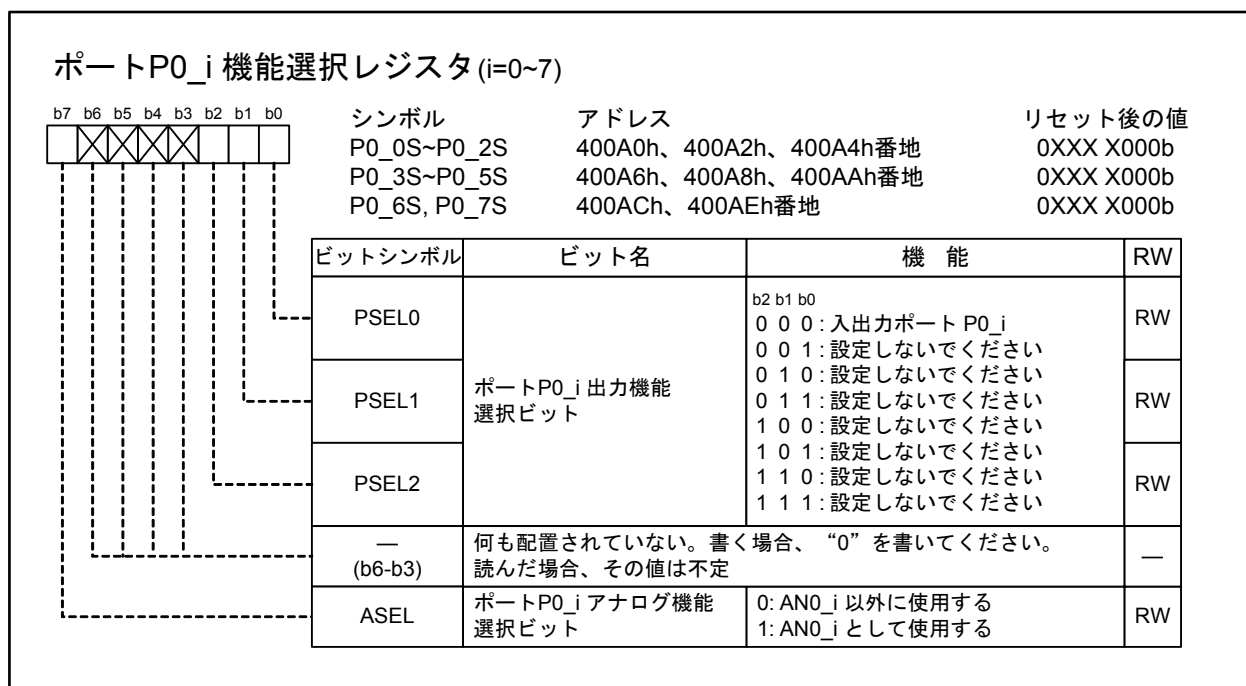 ポートP0_i 機能選択レジスタ(i=0~7)
b7 b6 b5 b4 b3 b2 b1 b0
シンボル アドレス リセット後の値
P0_0S~P0_2S 400A0h、400A2h、400A4h番地 0XXX X000b
P0_3S~P0_5S 400A6h、400A8h、400AAh番地 0XXX X000b
P0_6S, P0_7S 400ACh、400AEh番地 0XXX X000b
ビットシンボル ビット名 機 能 RW
PSEL0 RW
PSEL1 RW
PSEL2 RW
ポートP0_i 出力機能
選択ビット
b2 b1 b0
0 0 0 : 入出力ポート P0_i
0 0 1 : 設定しないでください
0 1 0 : 設定しないでください
0 1 1 : 設定しないでください
1 0 0 : 設定しないでください
1 0 1 : 設定しないでください
1 1 0 : 設定しないでください
1 1 1 : 設定しないでください
—
(b6-b3)
何も配置されていない。書く場合、“0”を書いてください。
読んだ場合、その値は不定
—
ASEL
ポートP0_i アナログ機能
選択ビット
0: AN0_i 以外に使用する
1: AN0_i として使用する
RW